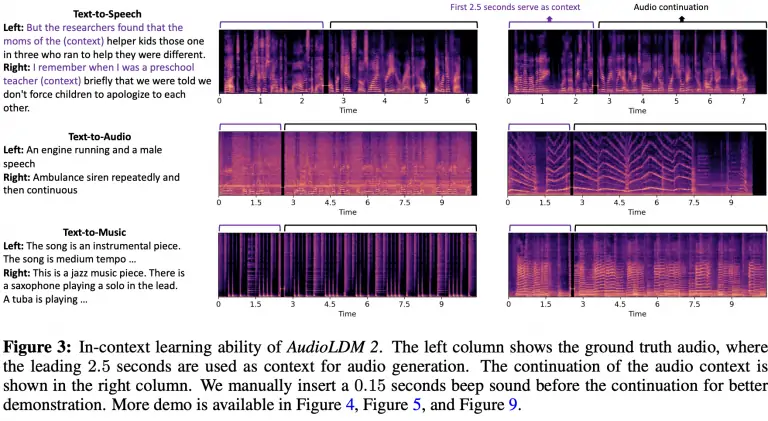 Text-to-Speech
Left: But the researchers found that the
moms of the (context) helper kids those one
in three who ran to help they were different.
Right: I remember when I was a preschool
teacher (context) briefly that we were told we
don't force children to apologize to each
other.
First 2.5 seconds serve as context
Audio continuation
0 1 2 3 4 5 6
Time
0 1 2 3 4 5 6 7
Time
Text-to-Audio
Left: An engine running and a male
speech
Right: Ambulance siren repeatedly and
then continuous
0 1.5 3 4.5 6 7.5 9
Time
0 1.5 3 4.5 6 7.5 9
Time
Text-to-Music
Left: The song is an instrumental piece.
The song is medium tempo ...
Right: This is a jazz music piece. There is
a saxophone playing a solo in the lead.
A tuba is playing ...
0 1.5 3 4.5 6 7.5 9
Time
0 1.5 3 4.5 6 7.5 9
Time
Figure 3: In-context learning ability of AudioLDM 2. The left column shows the ground truth audio, where
the leading 2.5 seconds are used as context for audio generation. The continuation of the audio context is
shown in the right column. We manually insert a 0.15 seconds beep sound before the continuation for better
demonstration. More demo is available in Figure 4, Figure 5, and Figure 9.